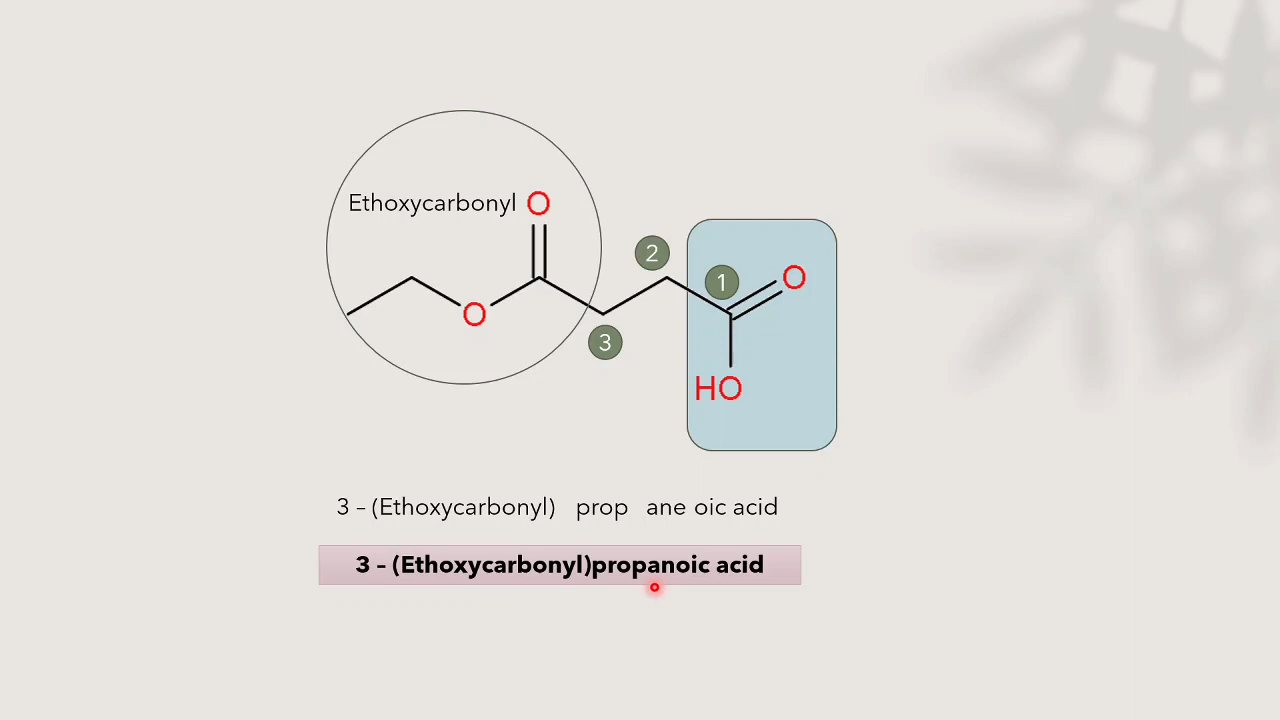 Ethoxycarbonyl O
2
1 O
O
3
HO
3 – (Ethoxycarbonyl) prop ane oic acid
3 – (Ethoxycarbonyl)propanoic acid